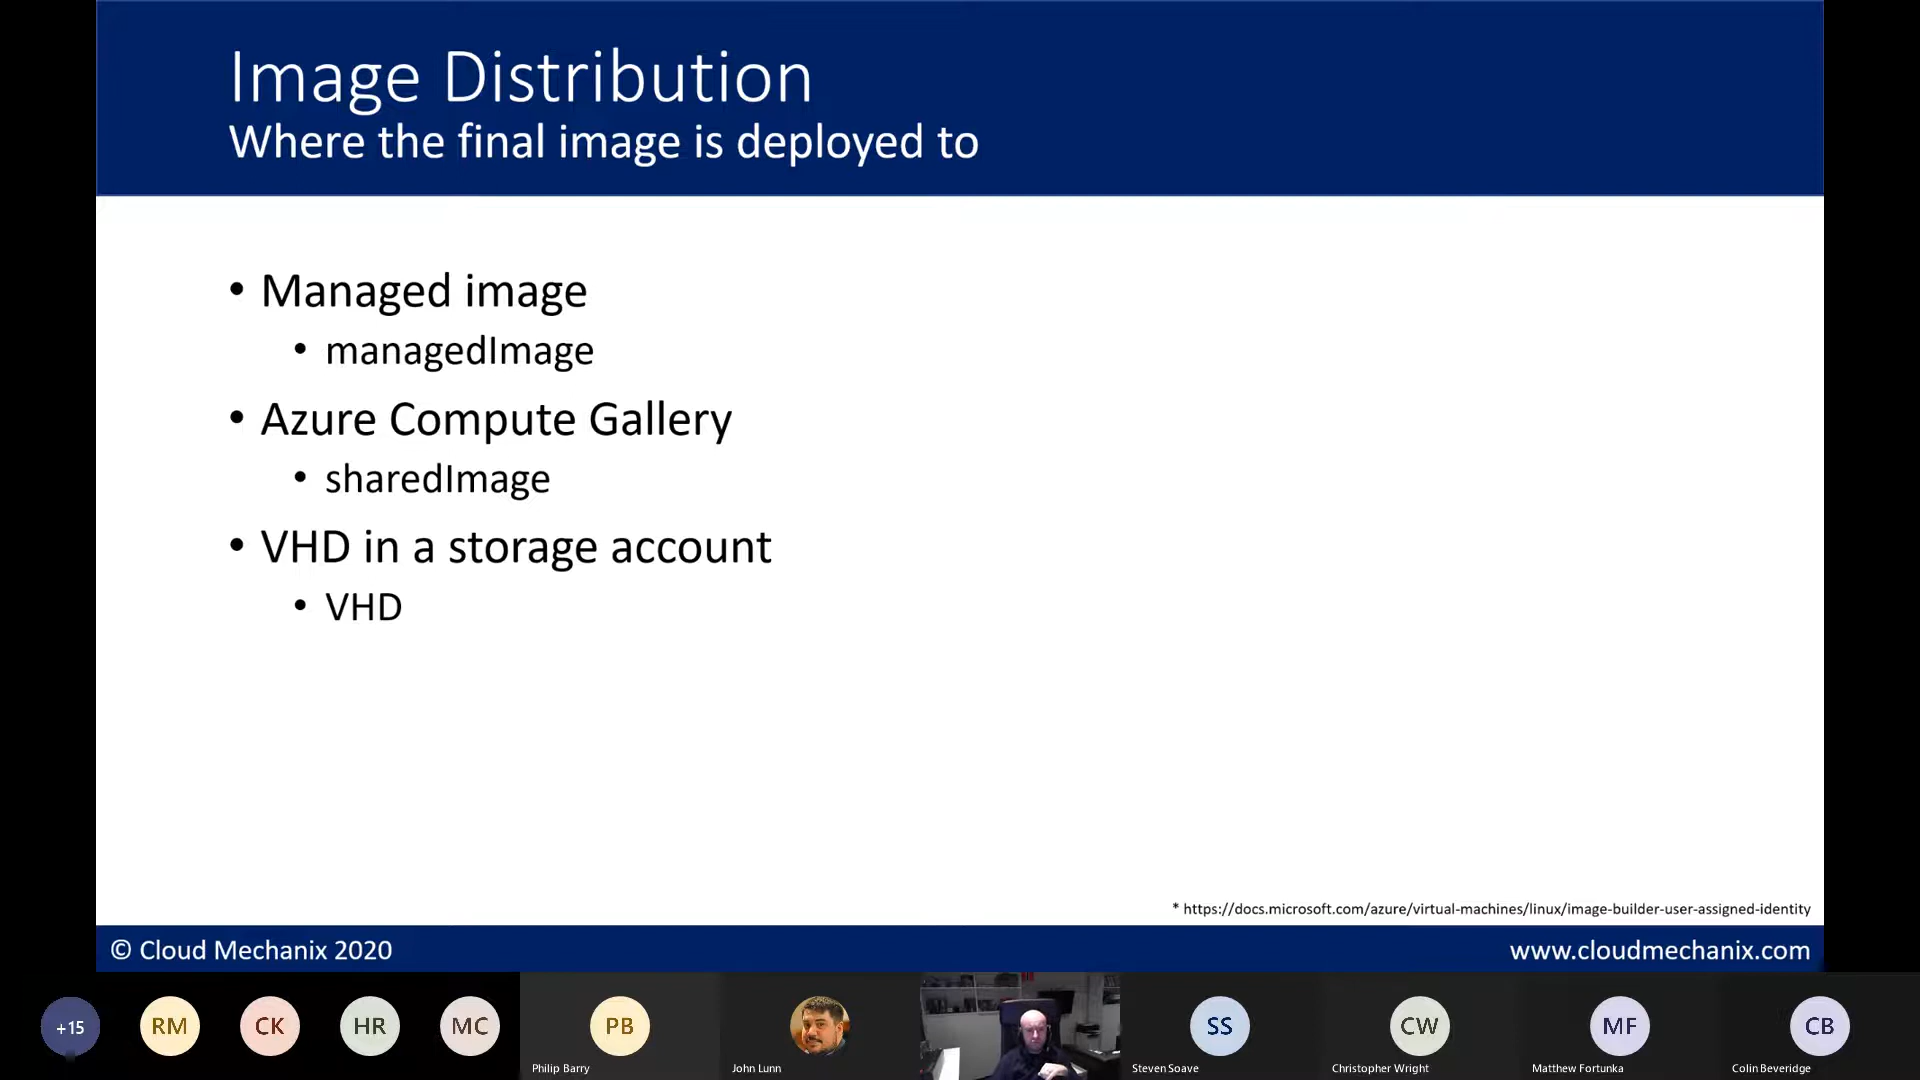 Image Distribution
Where the final image is deployed to
• Managed image
• managedImage
• Azure Compute Gallery
• sharedImage
• VHD in a storage account
• VHD
* https://docs.microsoft.com/azure/virtual-machines/linux/image-builder-user-assigned-identity
© Cloud Mechanix 2020
www.cloudmechanix.com
+15
RM
CK
HR
MC
PB
SS
CW
MF
CB
Philip Barry
John Lunn
Steven Soave
Christopher Wright
Matthew Fortunka
Colin Beveridge